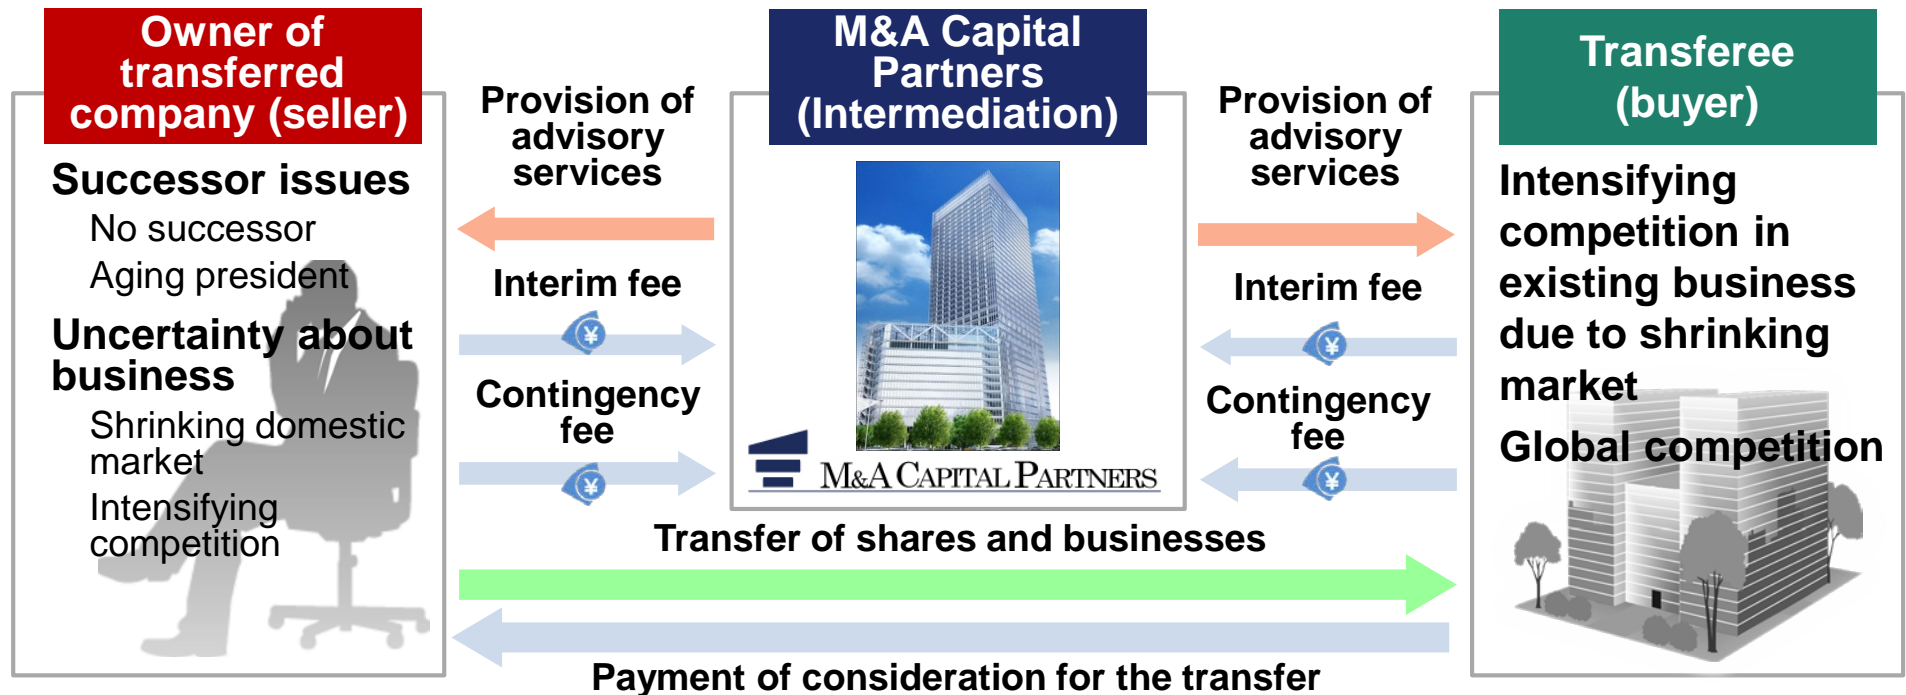 Owner of
transferred
company (seller)
Successor issues
No successor
Aging president
Uncertainty about
business
Shrinking domestic
market
Intensifying
competition
Provision of
advisory
services
Interim fee
¥
Contingency
fee
¥
M&A Capital
Partners
(Intermediation)
M&A CAPITAL PARTNERS
Provision of
advisory
services
Interim fee
¥
Contingency
fee
¥
Transferee
(buyer)
Intensifying
competition in
existing business
due to shrinking
market
Global competition
Transfer of shares and businesses
Payment of consideration for the transfer